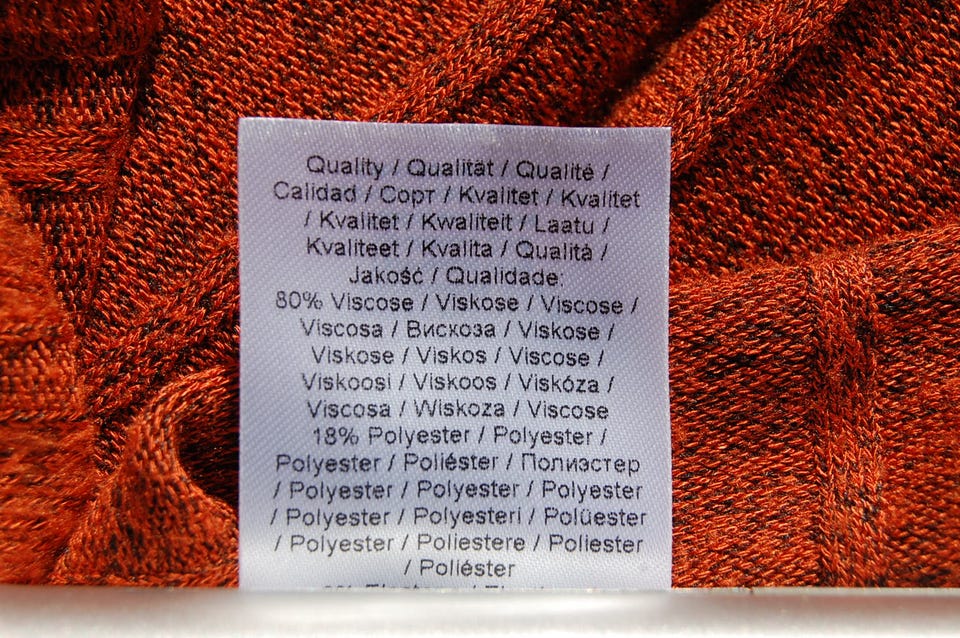 Quality / Qualität / Qualité /
Calidad / Сорт / Kvalitet / Kvalitet
/ Kvalitet / Kwaliteit / Laatu /
Kvaliteet / Kvalita / Qualità /
Jakość / Qualidade:
80% Viscose / Viskose / Viscose /
Viscosa / Вискоза / Viskose /
Viskose / Viskos / Viscose /
Viskoosi / Viskoos / Viskóza /
Viscosa / Wiskoza / Viscose
18% Polyester / Polyester /
Polyester / Poliéster / Полиэстер
/ Polyester / Polyester / Polyester
/ Polyester / Polyesteri / Polüester
/ Polyester / Poliestere / Poliester
/ Poliéster